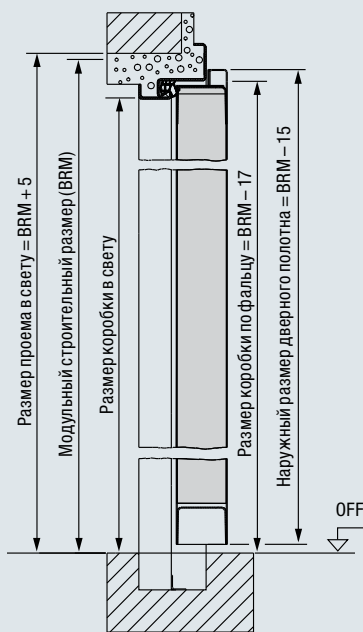 Размер проема в свету = BRM + 5
Модульный строительный размер (BRM)
Размер коробки в свету
Размер коробки по фальцу = BRM – 17
Наружный размер дверного полотна = BRM – 15
OFF